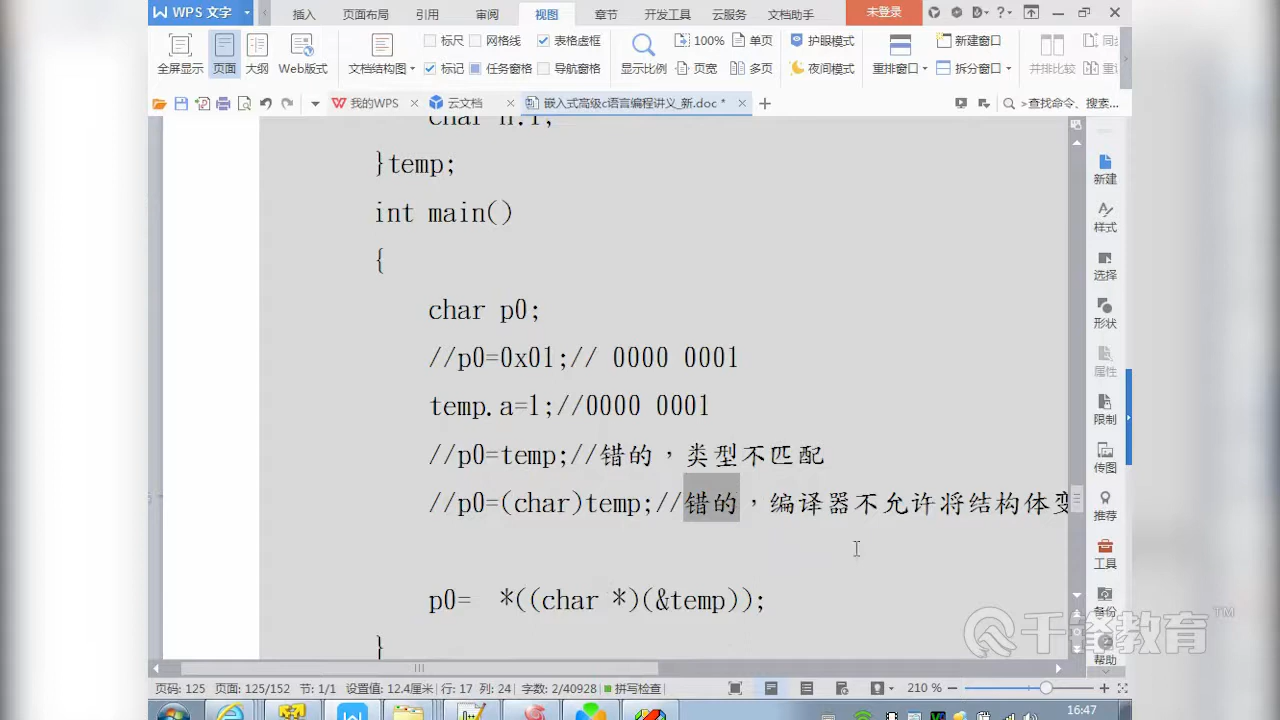 WPS 文字
插入 页面布局 引用 审阅 视图 章节 开发工具 云服务 文档助手 未登录
标尺 网格线 表格虚框 100% 单页 护眼模式 新建窗口
全屏显示 页面 大纲 Web版式 文档结构图 标记 任务窗格 导航窗格 显示比例 页宽 多页 夜间模式 重排窗口 拆分窗口 并排比较
我的WPS 云文档 嵌入式高级c语言编程讲义_新.doc * >查找命令、搜索...
}temp;
int main()
{
char p0;
//p0=0x01;// 0000 0001
temp.a=1;//0000 0001
//p0=temp;//错的，类型不匹配
//p0=(char)temp;//错的，编译器不允许将结构体变
p0= *((char *)(&temp));
}
新建
样式
选择
形状
属性
限制
传图
推荐
工具
备份
帮助
千锋教育 TM
页码: 125 页面: 125/152 节: 1/1 设置值: 12.4厘米 行: 17 列: 24 字数: 2/40928 拼写检查 210 %
16:47